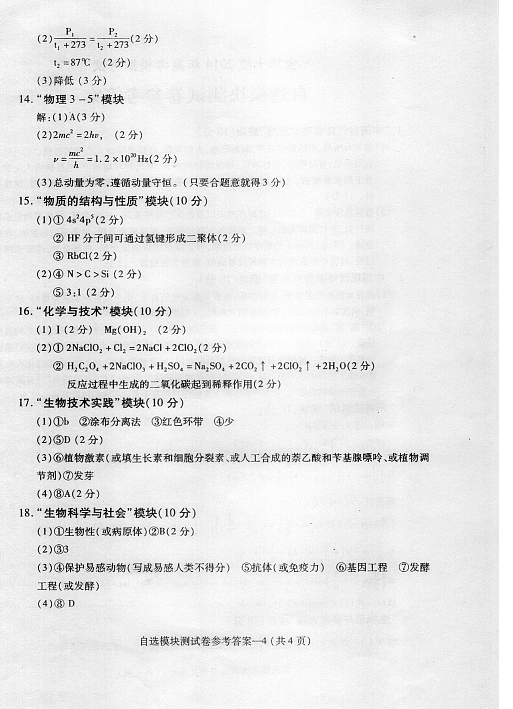 (2) P₁/(t₁+273) = P₂/(t₂+273) (2分)
t₂=87℃ (2分)
(3)降低(3分)
14.“物理3-5”模块
解:(1)A(3分)
(2)2mc²=2hν, (2分)
ν=mc²/h=1.2×10²⁰Hz(2分)
(3)总动量为零,遵循动量守恒。(只要合题意就得3分)
15.“物质的结构与性质”模块(10分)
(1)①4s²4p⁵(2分)
②HF分子间可通过氢键形成二聚体(2分)
③RbCl(2分)
(2)④N>C>Si(2分)
⑤3:1(2分)
16.“化学与技术”模块(10分)
(1)Ⅰ(2分) Mg(OH)₂ (2分)
(2)①2NaClO₂+Cl₂=2NaCl+2ClO₂(2分)
②H₂C₂O₄+2NaClO₃+H₂SO₄=Na₂SO₄+2CO₂↑+2ClO₂↑+2H₂O(2分)
反应过程中生成的二氧化碳起到稀释作用(2分)
17.“生物技术实践”模块(10分)
(1)①b ②涂布分离法 ③红色环带 ④少
(2)⑤D(2分)
(3)⑥植物激素(或填生长素和细胞分裂素、或人工合成的萘乙酸和苄基腺嘌呤、或植物调
节剂)⑦发芽
(4)⑧A(2分)
18.“生物科学与社会”模块(10分)
(1)①生物性(或病原体)②B(2分)
(2)③3
(3)④保护易感动物(写成易感人类不得分) ⑤抗体(或免疫力) ⑥基因工程 ⑦发酵
工程(或发酵)
(4)⑧D
自选模块测试卷参考答案—4(共4页)